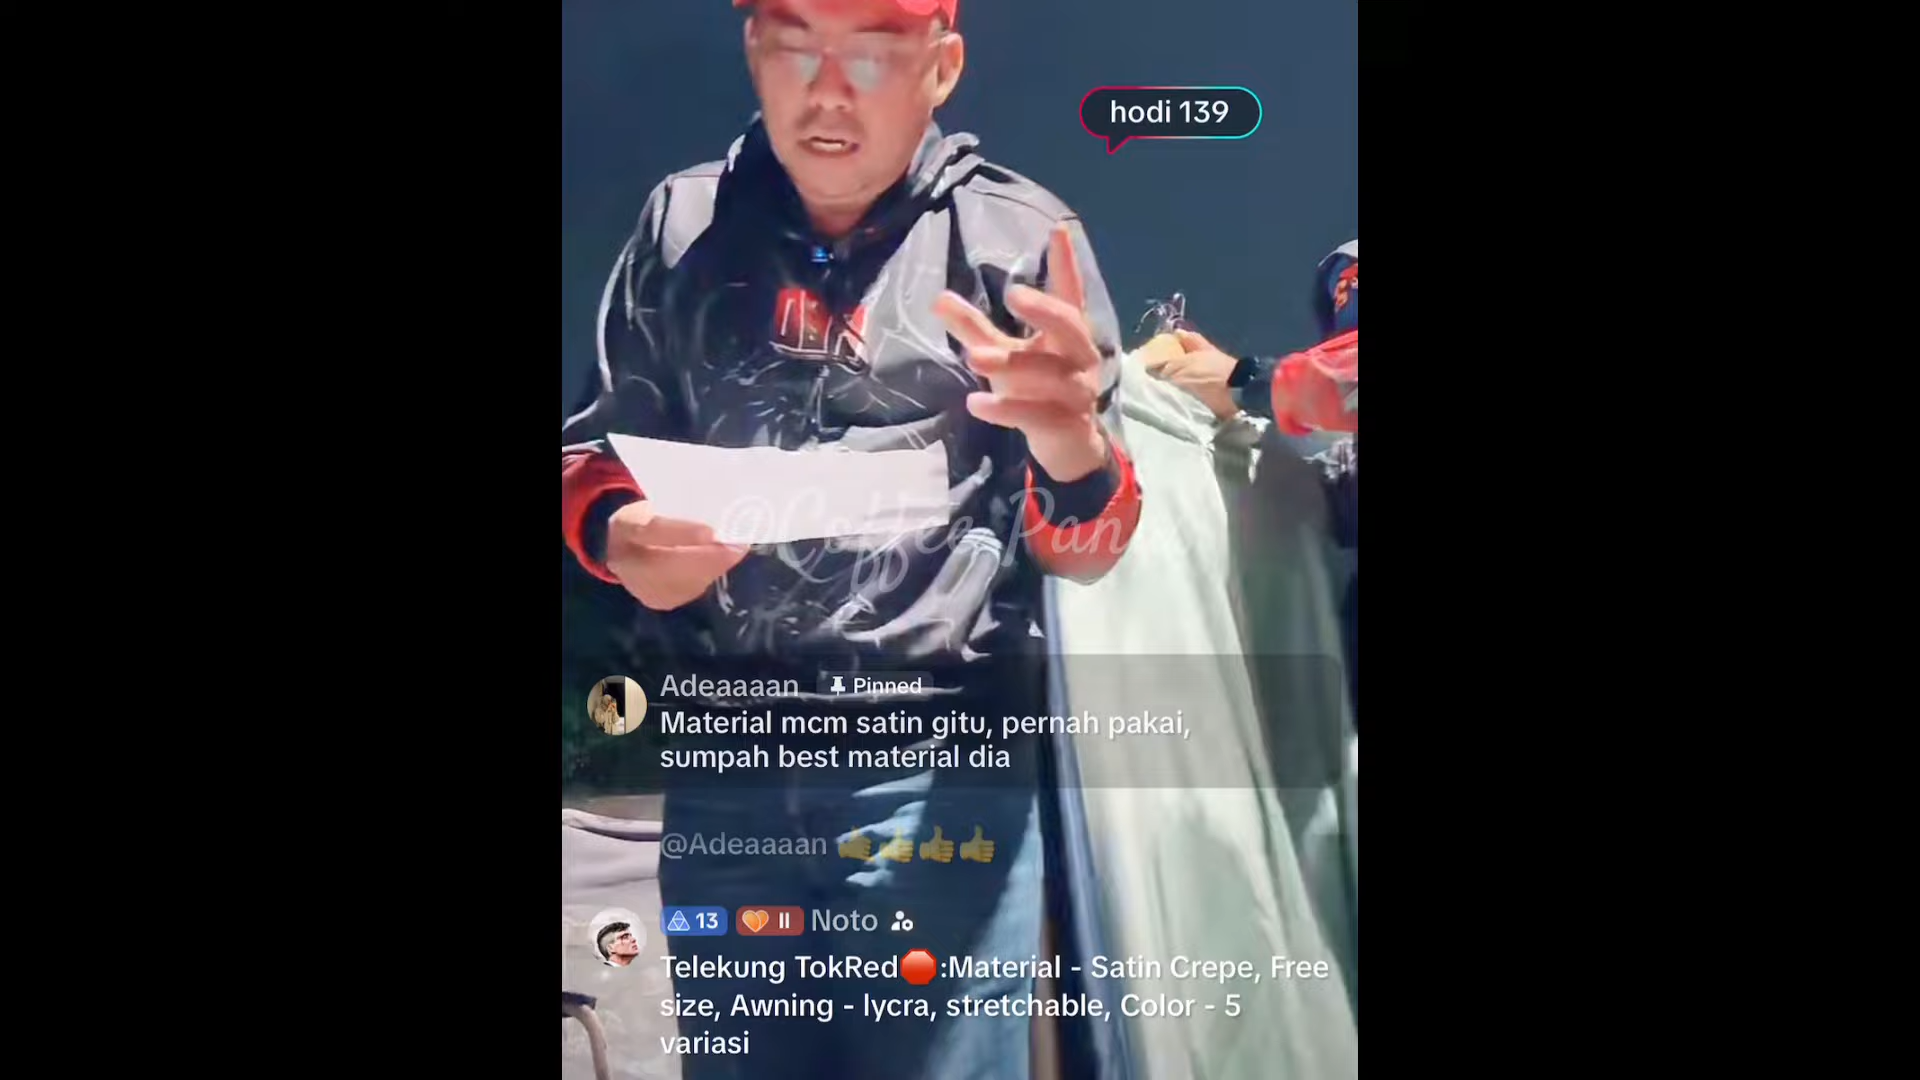 hodi 139
@Coffee Pan
Adeaaaan Pinned
Material mcm satin gitu, pernah pakai,
sumpah best material dia
@Adeaaaan 👍👍👍👍
13 II Noto
Telekung TokRed🛑:Material - Satin Crepe, Free
size, Awning - lycra, stretchable, Color - 5
variasi